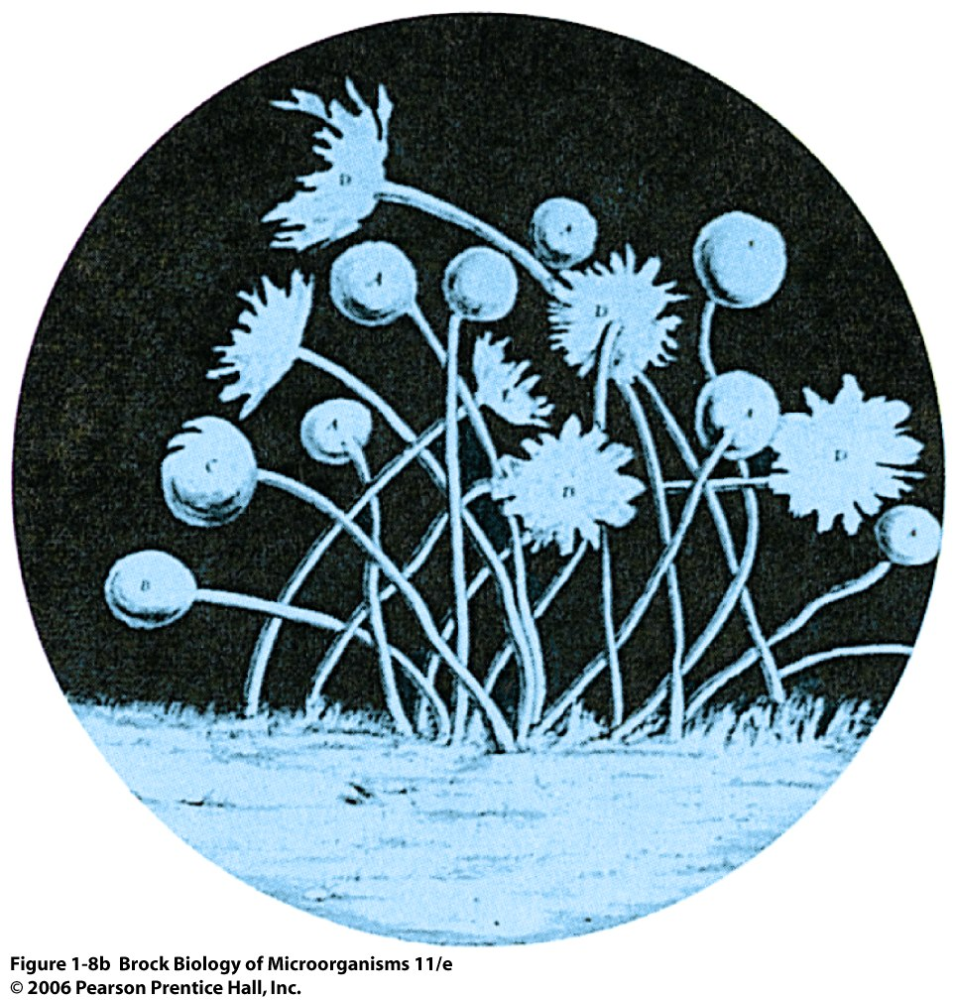 D
A
A
D
C
D
B
B
A
Figure 1-8b Brock Biology of Microorganisms 11/e
© 2006 Pearson Prentice Hall, Inc.